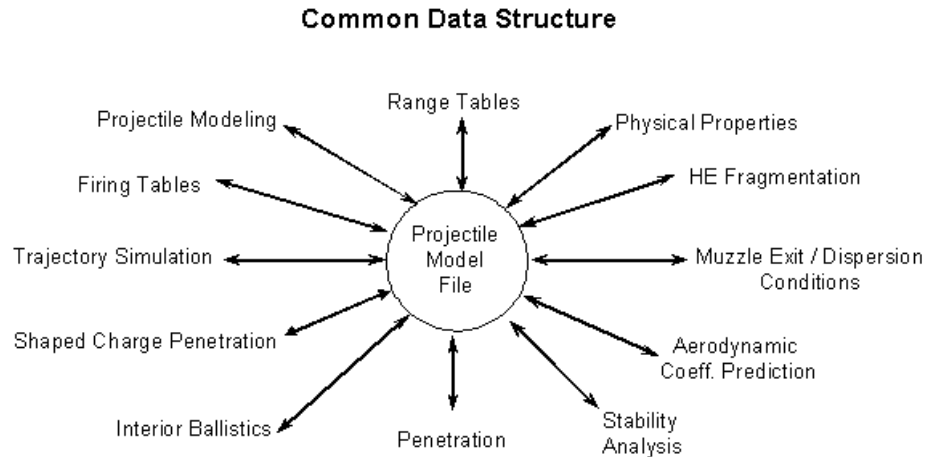 Common Data Structure
Range Tables
Projectile Modeling
Physical Properties
Firing Tables
HE Fragmentation
Projectile
Model
File
Trajectory Simulation
Muzzle Exit / Dispersion
Conditions
Shaped Charge Penetration
Aerodynamic
Coeff. Prediction
Interior Ballistics
Penetration
Stability
Analysis